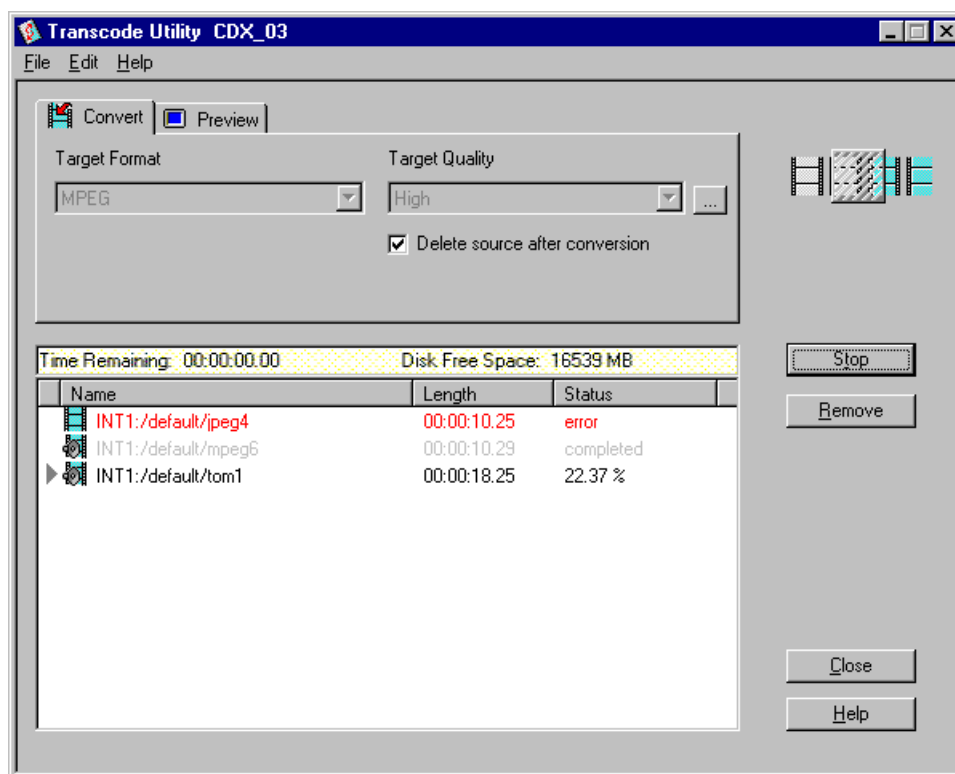 Transcode Utility CDX_03
File Edit Help
Convert Preview
Target Format Target Quality
MPEG High ...
Delete source after conversion
Time Remaining: 00:00:00.00 Disk Free Space: 16539 MB
Stop
Name Length Status
Remove
INT1:/default/jpeg4 00:00:10.25 error
INT1:/default/mpeg6 00:00:10.29 completed
INT1:/default/tom1 00:00:18.25 22.37 %
Close
Help